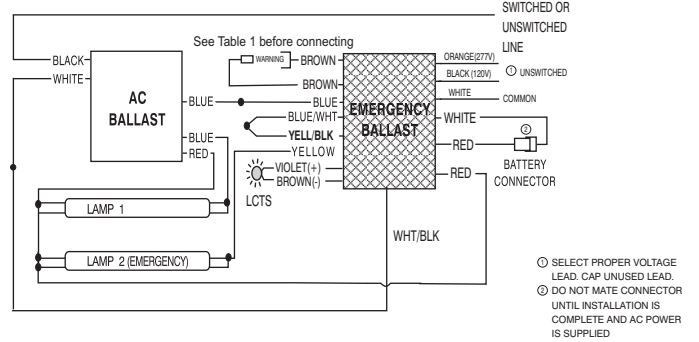 SWITCHED OR
UNSWITCHED
LINE
See Table 1 before connecting
BLACK
WHITE
AC
BALLAST
BLUE
BLUE
RED
WARNING
BROWN
BROWN
BLUE
BLUE/WHT
YELL/BLK
YELLOW
VIOLET(+)
BROWN(-)
LCTS
EMERGENCY
BALLAST
ORANGE(277V)
BLACK (120V)
① UNSWITCHED
WHITE
COMMON
WHITE
②
RED
BATTERY
CONNECTOR
RED
LAMP 1
LAMP 2 (EMERGENCY)
WHT/BLK
① SELECT PROPER VOLTAGE
LEAD. CAP UNUSED LEAD.
② DO NOT MATE CONNECTOR
UNTIL INSTALLATION IS
COMPLETE AND AC POWER
IS SUPPLIED